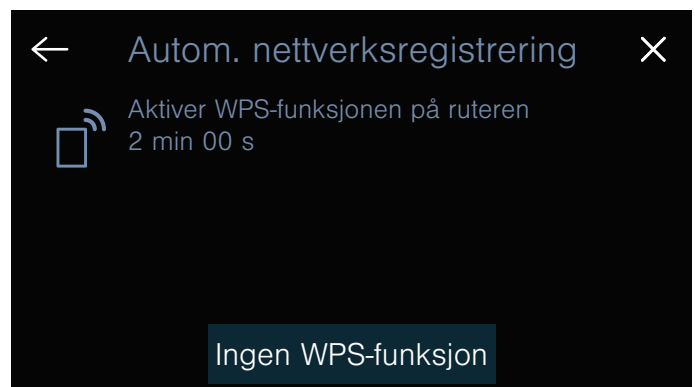 Autom. nettverksregistrering
Aktiver WPS-funksjonen på ruteren
2 min 00 s
Ingen WPS-funksjon